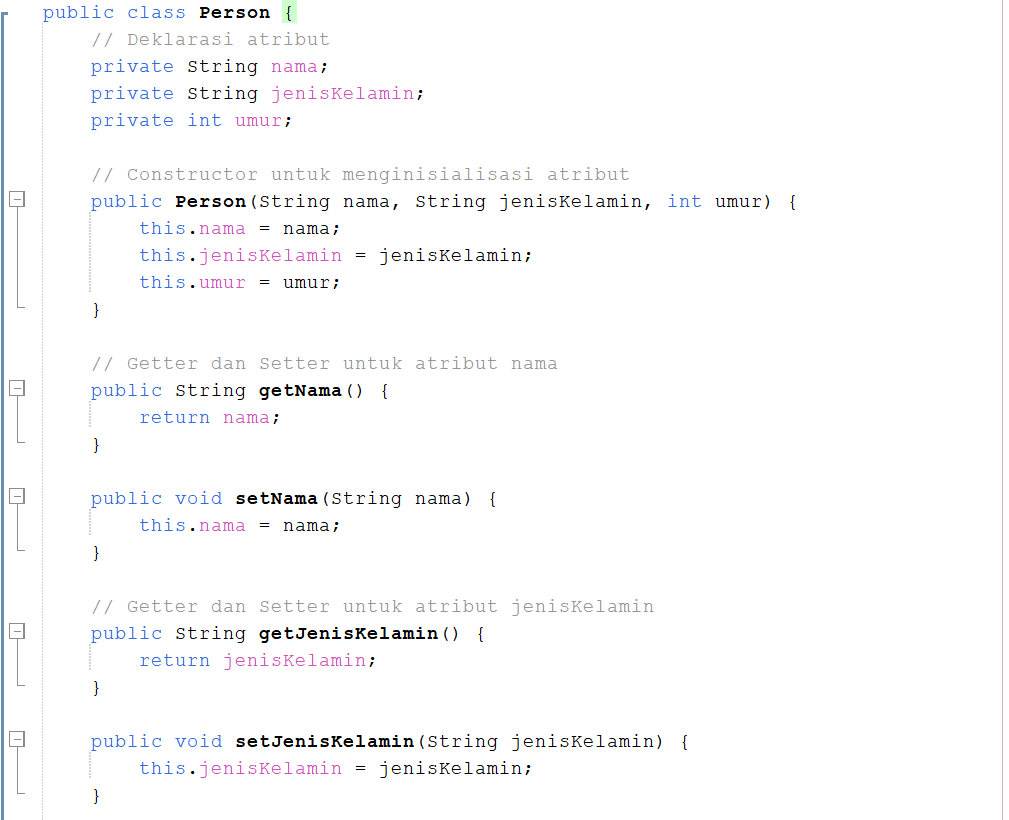 public class Person {
// Deklarasi atribut
private String nama;
private String jenisKelamin;
private int umur;
// Constructor untuk menginisialisasi atribut
public Person(String nama, String jenisKelamin, int umur) {
this.nama = nama;
this.jenisKelamin = jenisKelamin;
this.umur = umur;
}
// Getter dan Setter untuk atribut nama
public String getNama() {
return nama;
}
public void setNama(String nama) {
this.nama = nama;
}
// Getter dan Setter untuk atribut jenisKelamin
public String getJenisKelamin() {
return jenisKelamin;
}
public void setJenisKelamin(String jenisKelamin) {
this.jenisKelamin = jenisKelamin;
}